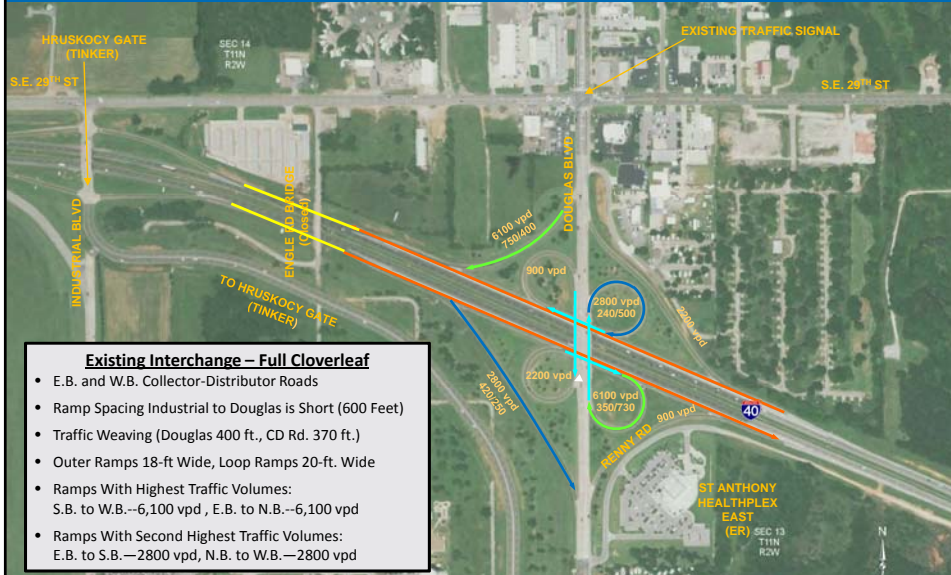 HRUSKOCY GATE
(TINKER)
SEC 14
T11N
R2W
EXISTING TRAFFIC SIGNAL
S.E. 29TH ST
S.E. 29TH ST
DOUGLAS BLVD
INDUSTRIAL BLVD
ENGLE RD BRIDGE
(Closed)
6100 vpd
750/400
900 vpd
2800 vpd
240/500
2200 vpd
TO HRUSKOCY GATE
(TINKER)
2800 vpd
420/250
2200 vpd
6100 vpd
350/730
900 vpd
RENNY RD
40
ST ANTHONY
HEALTHPLEX
EAST
(ER)
SEC 13
T11N
R2W
N
Existing Interchange – Full Cloverleaf
• E.B. and W.B. Collector-Distributor Roads
• Ramp Spacing Industrial to Douglas is Short (600 Feet)
• Traffic Weaving (Douglas 400 ft., CD Rd. 370 ft.)
• Outer Ramps 18-ft Wide, Loop Ramps 20-ft. Wide
• Ramps With Highest Traffic Volumes:
S.B. to W.B.--6,100 vpd , E.B. to N.B.--6,100 vpd
• Ramps With Second Highest Traffic Volumes:
E.B. to S.B.—2800 vpd, N.B. to W.B.—2800 vpd